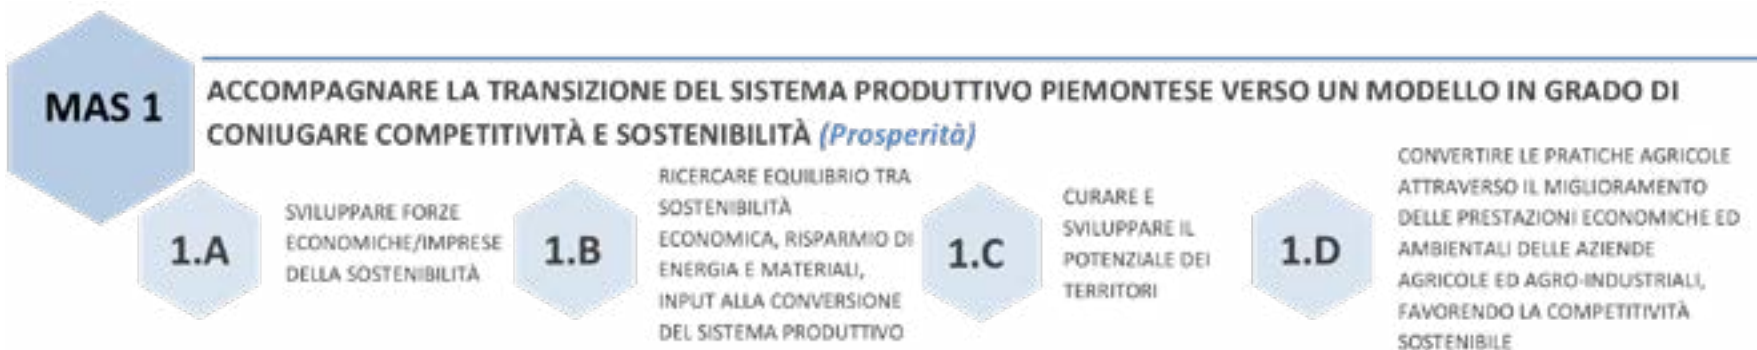 MAS 1
ACCOMPAGNARE LA TRANSIZIONE DEL SISTEMA PRODUTTIVO PIEMONTESE VERSO UN MODELLO IN GRADO DI
CONIUGARE COMPETITIVITÀ E SOSTENIBILITÀ (Prosperità)
1.A
SVILUPPARE FORZE
ECONOMICHE/IMPRESE
DELLA SOSTENIBILITÀ
1.B
RICERCARE EQUILIBRIO TRA
SOSTENIBILITÀ
ECONOMICA, RISPARMIO DI
ENERGIA E MATERIALI,
INPUT ALLA CONVERSIONE
DEL SISTEMA PRODUTTIVO
1.C
CURARE E
SVILUPPARE IL
POTENZIALE DEI
TERRITORI
1.D
CONVERTIRE LE PRATICHE AGRICOLE
ATTRAVERSO IL MIGLIORAMENTO
DELLE PRESTAZIONI ECONOMICHE ED
AMBIENTALI DELLE AZIENDE
AGRICOLE ED AGRO-INDUSTRIALI,
FAVORENDO LA COMPETITIVITÀ
SOSTENIBILE